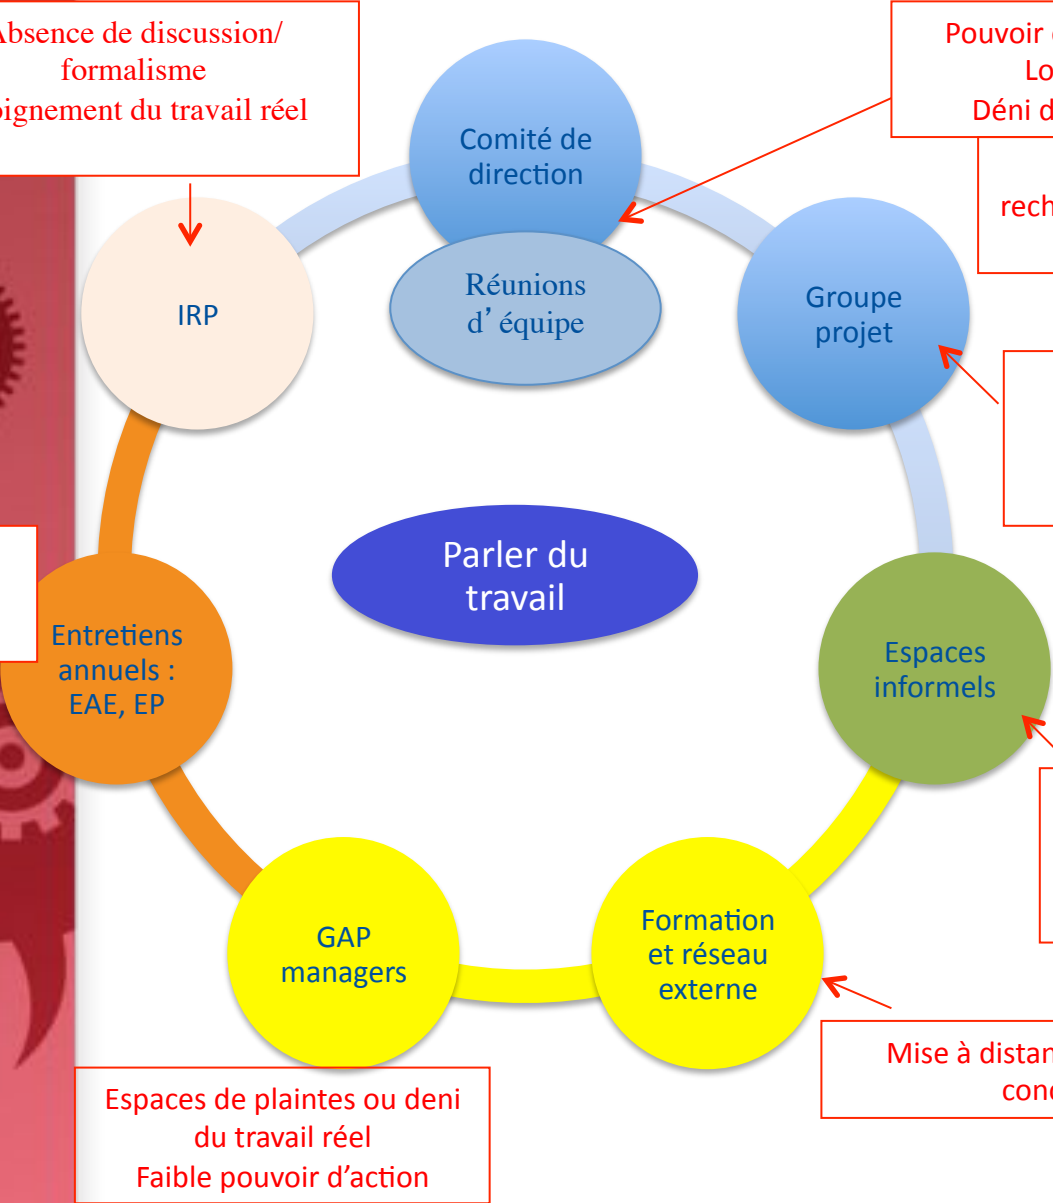 Absence de discussion/
formalisme
oignement du travail réel
Pouvoir
Lo
Déni d
rech
Comité de
direction
Réunions
d’équipe
IRP
Groupe
projet
Parler du
travail
Entretiens
annuels :
EAE, EP
Espaces
informels
GAP
managers
Formation
et réseau
externe
Mise à distan
conc
Espaces de plaintes ou deni
du travail réel
Faible pouvoir d’action